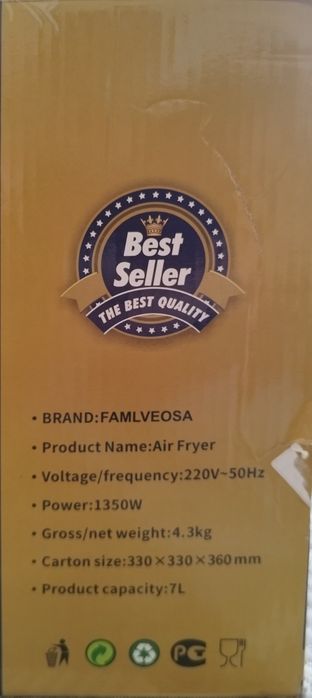 Best
Seller
THE BEST QUALITY
• BRAND:FAMLVEOSA
• Product Name:Air Fryer
• Voltage/frequency:220V~50Hz
• Power:1350W
• Gross/net weight:4.3kg
• Carton size:330×330×360mm
• Product capacity:7L
PG